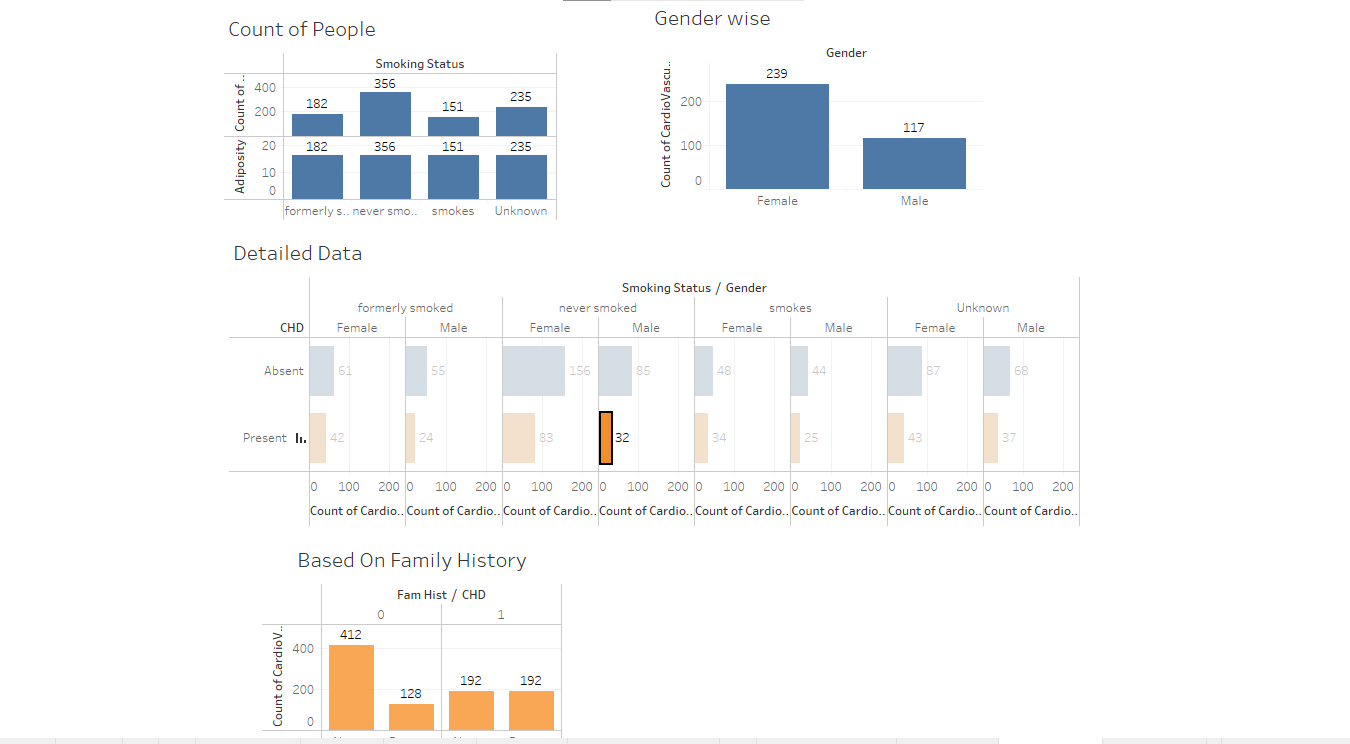 Count of People
Smoking Status
Count of ..
400
200
182
356
151
235
Adiposity
20
10
0
182
356
151
235
formerly s..
never smo..
smokes
Unknown
Gender wise
Gender
Count of CardioVascu..
200
100
0
239
117
Female
Male
Detailed Data
Smoking Status / Gender
formerly smoked
never smoked
smokes
Unknown
CHD
Female
Male
Female
Male
Female
Male
Female
Male
Absent
61
55
156
85
48
44
87
68
Present
42
24
83
32
34
25
43
37
0 100 200
0 100 200
0 100 200
0 100 200
0 100 200
0 100 200
0 100 200
0 100 200
Count of Cardio..
Count of Cardio..
Count of Cardio..
Count of Cardio..
Count of Cardio..
Count of Cardio..
Count of Cardio..
Count of Cardio..
Based On Family History
Fam Hist / CHD
0
1
Count of CardioV..
400
200
0
412
128
192
192